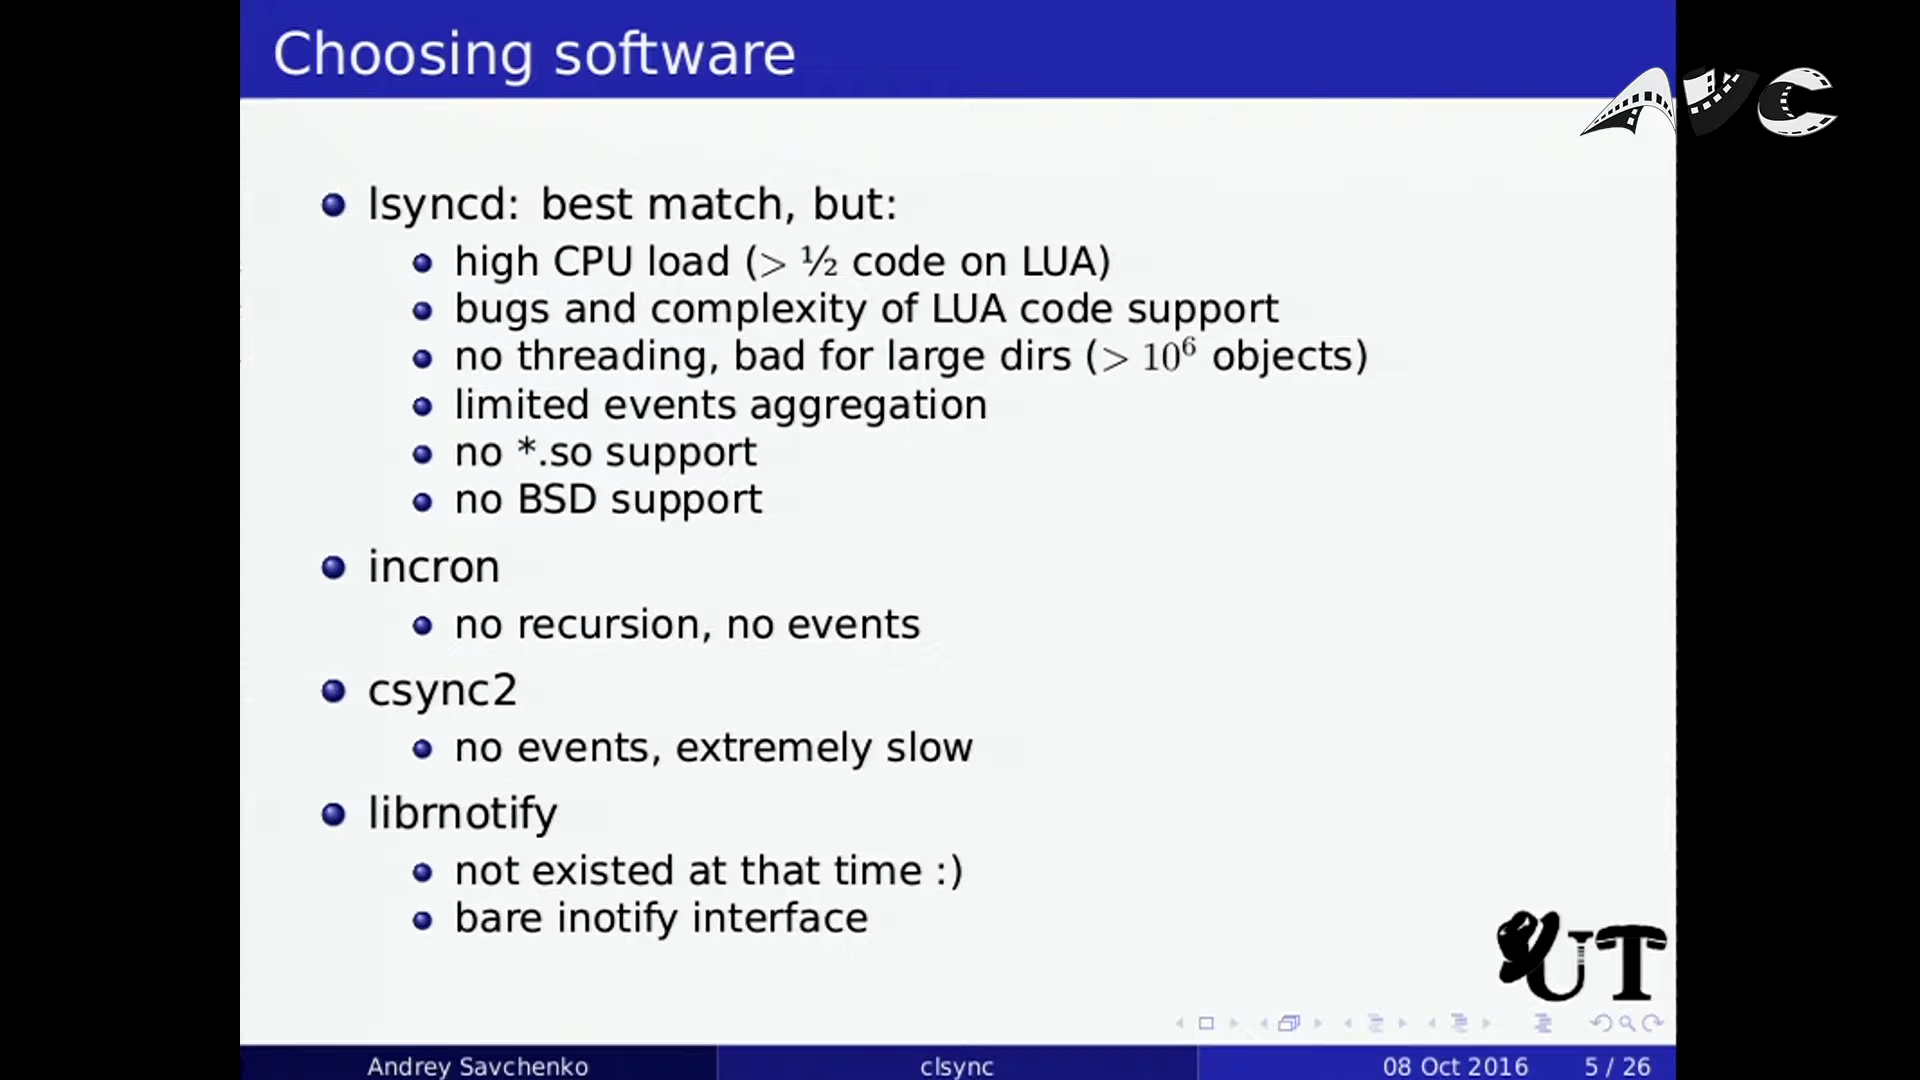 Choosing software
AVC
lsyncd: best match, but:
high CPU load (> ½ code on LUA)
bugs and complexity of LUA code support
no threading, bad for large dirs (> 10⁶ objects)
limited events aggregation
no *.so support
no BSD support
incron
no recursion, no events
csync2
no events, extremely slow
librnotify
not existed at that time :)
bare inotify interface
UT
Andrey Savchenko
clsync
08 Oct 2016
5 / 26